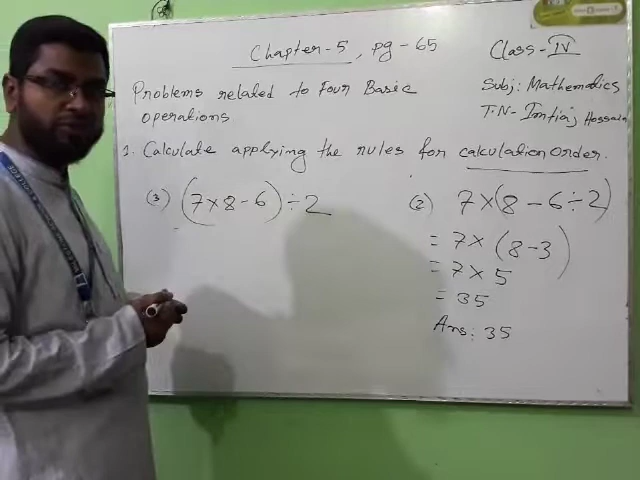 Chapter-5, pg-65
Class-IV
Subj: Mathematics
T.N- Imtiaj Hossain
Problems related to Four Basic
operations
1. Calculate applying the rules for calculation order.
(3) (7×8-6)÷2
(2) 7×(8-6÷2)
= 7×(8-3)
= 7×5
= 35
Ans: 35